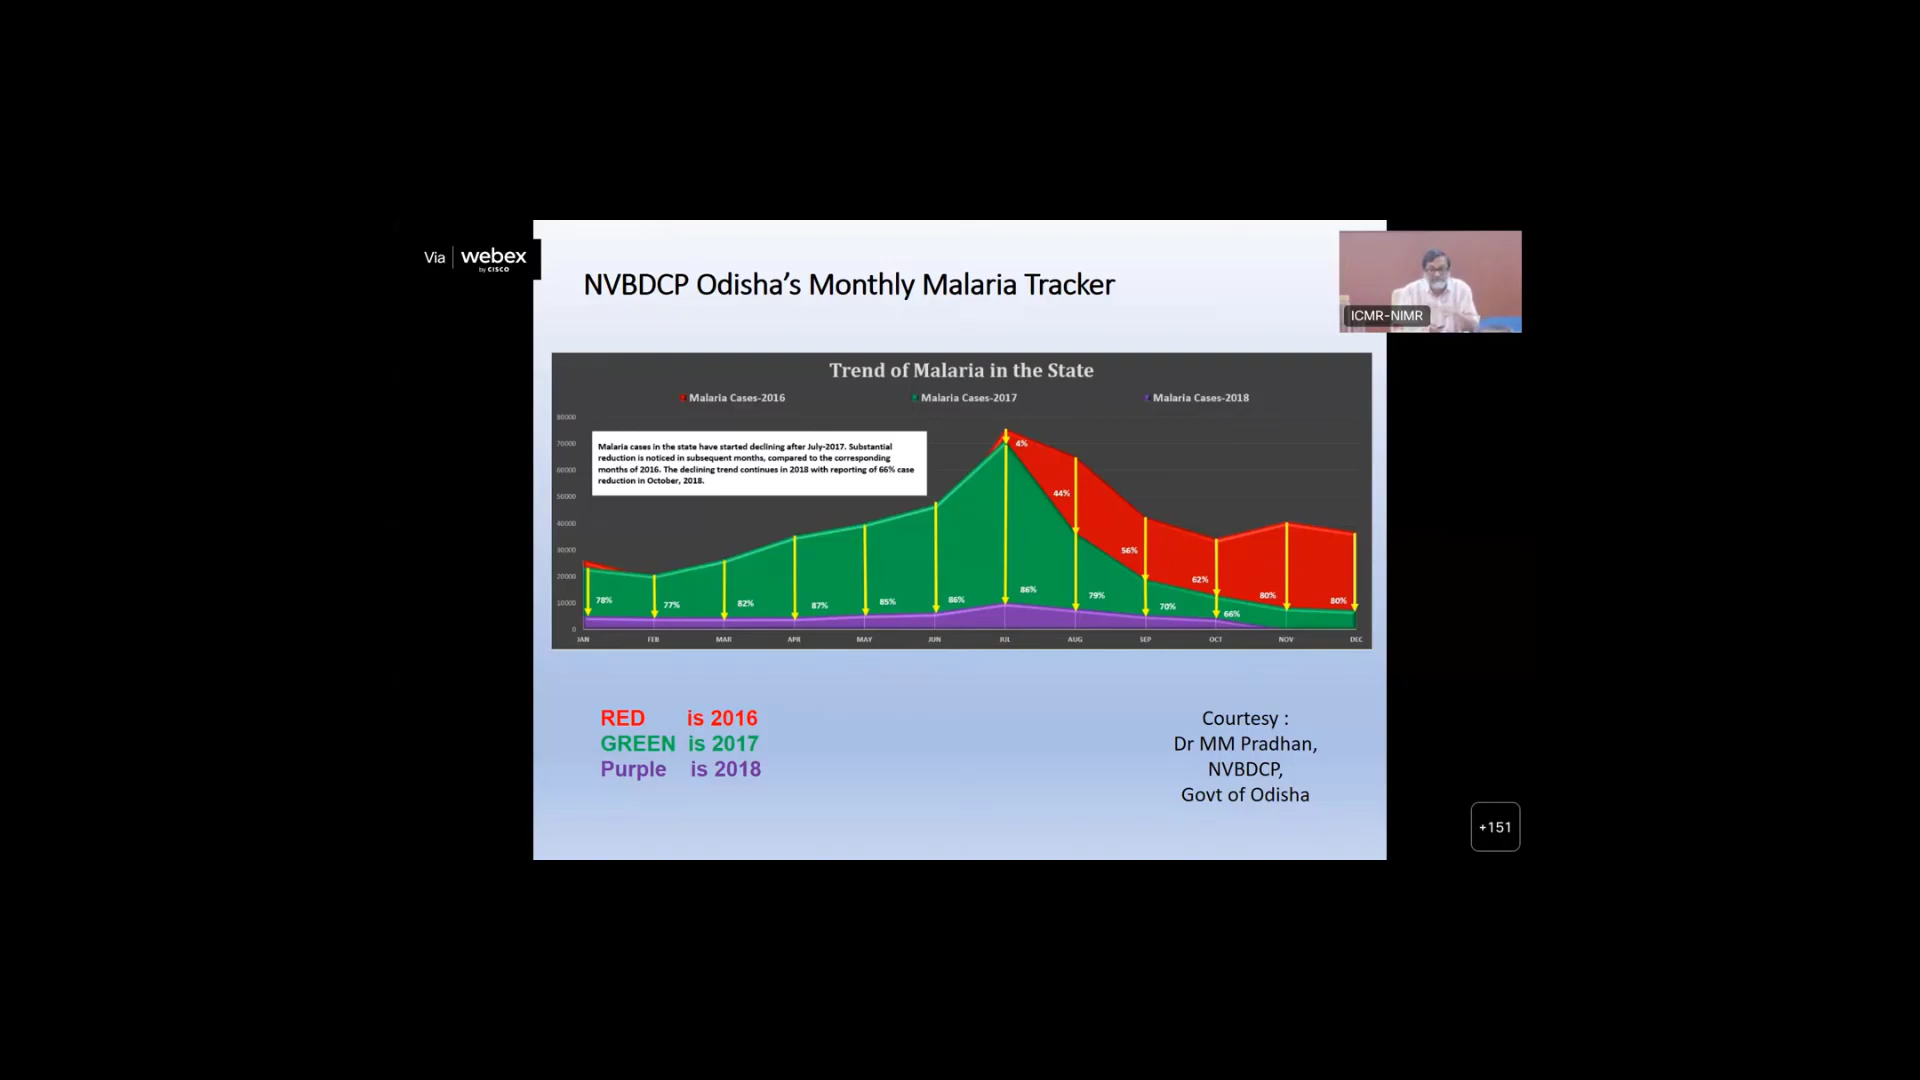 Via webex
by CISCO
NVBDCP Odisha’s Monthly Malaria Tracker
ICMR-NIMR
Trend of Malaria in the State
Malaria Cases-2016 Malaria Cases-2017 Malaria Cases-2018
80000
70000
60000
50000
40000
30000
20000
10000
0
Malaria cases in the state have started declining after July-2017. Substantial
reduction is noticed in subsequent months, compared to the corresponding
months of 2016. The declining trend continues in 2018 with reporting of 66% case
reduction in October, 2018.
4%
44%
56%
62%
80%
80%
78% 77% 82% 87% 85% 86% 86% 79% 70% 66%
JAN FEB MAR APR MAY JUN JUL AUG SEP OCT NOV DEC
RED is 2016
GREEN is 2017
Purple is 2018
Courtesy :
Dr MM Pradhan,
NVBDCP,
Govt of Odisha
+151